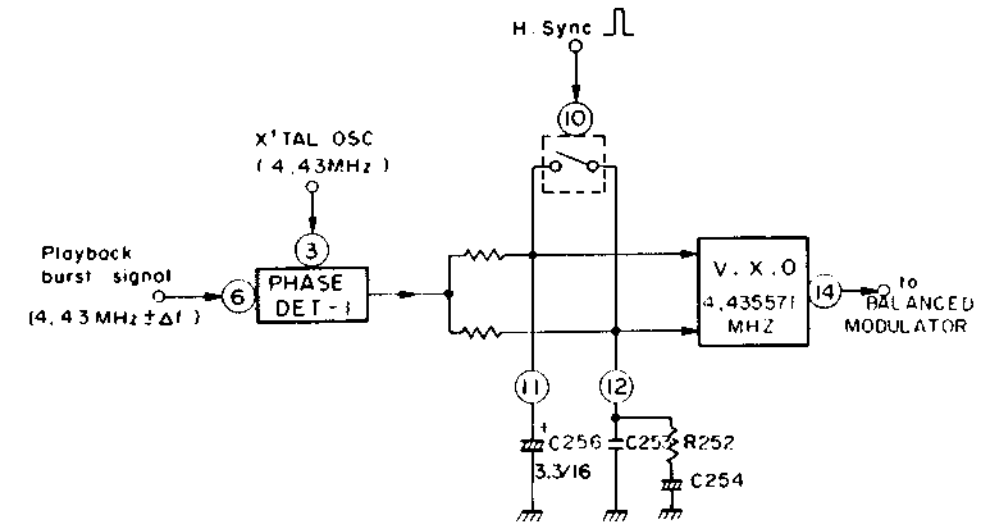 H. Sync
10
X'TAL OSC
(4.43MHz)
3
Playback
burst signal
(4.43MHz±Δf)
6
PHASE
DET-1
V.X.O
4.435571
MHZ
14
to
BALANCED
MODULATOR
11
12
+
C256
3.3/16
C253
R252
C254